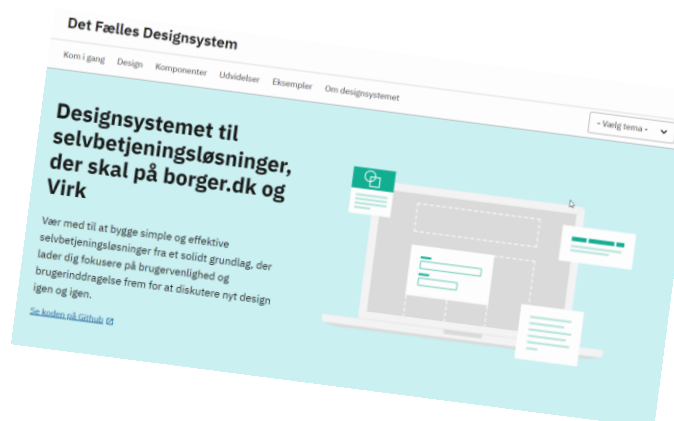 Det Fælles Designsystem
Kom i gang Design Komponenter Udvidelser Eksempler Om designsystemet
- Vælg tema -
Designsystemet til
selvbetjeningsløsninger,
der skal på borger.dk og
Virk
Vær med til at bygge simple og effektive
selvbetjeningsløsninger fra et solidt grundlag, der
lader dig fokusere på brugervenlighed og
brugerinddragelse frem for at diskutere nyt design
igen og igen.
Se koden på Github